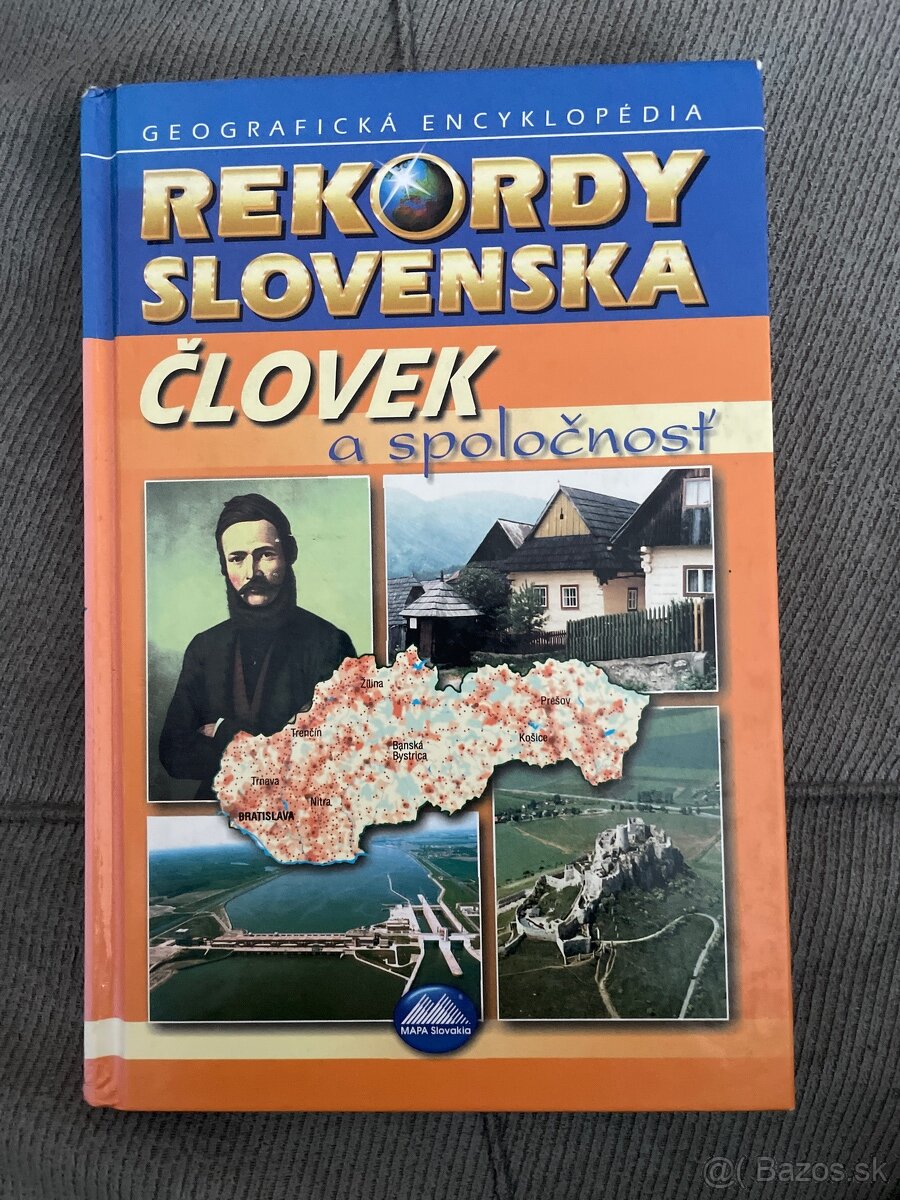 GEOGRAFICKÁ ENCYKLOPÉDIA
REKORDY
SLOVENSKA
ČLOVEK
a spoločnosť
Žilina
Prešov
Trenčín
Košice
Banská
Bystrica
Trnava
Nitra
BRATISLAVA
MAPA Slovakia
@( Bazos.sk